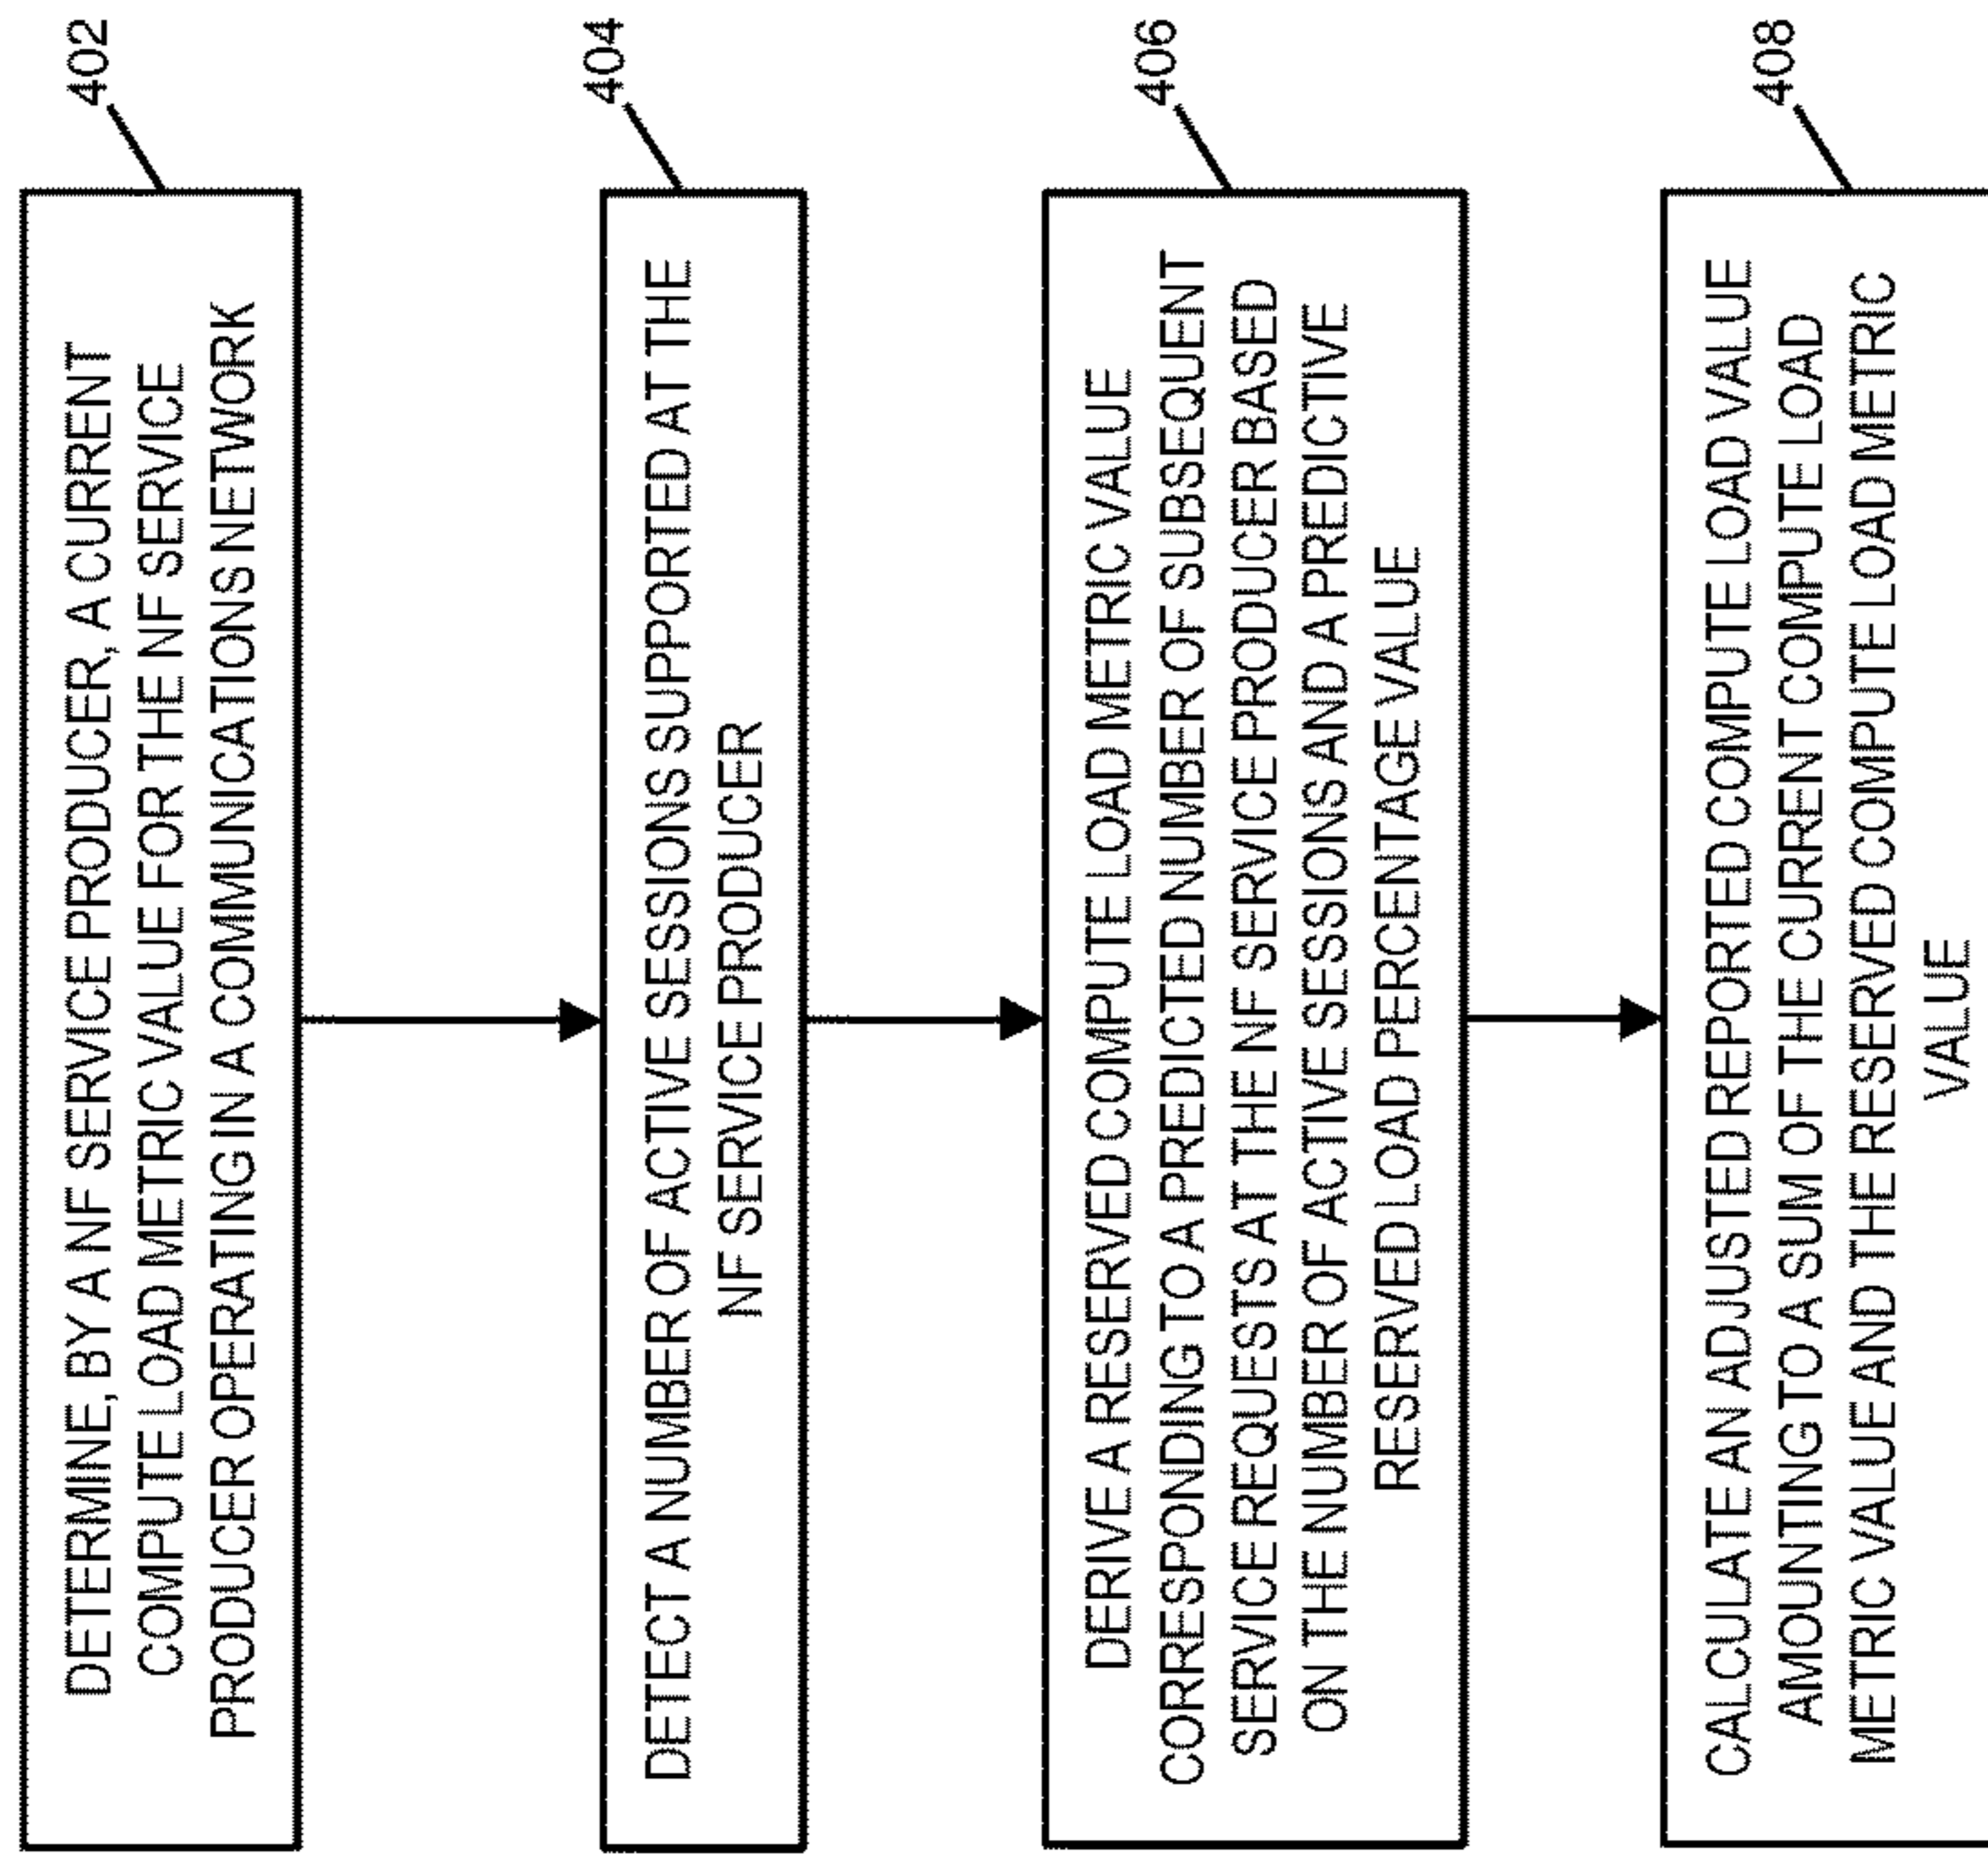 402
DETERMINE, BY A NF SERVICE PRODUCER, A CURRENT
COMPUTE LOAD METRIC VALUE FOR THE NF SERVICE
PRODUCER OPERATING IN A COMMUNICATIONS NETWORK
404
DETECT A NUMBER OF ACTIVE SESSIONS SUPPORTED AT THE
NF SERVICE PRODUCER
406
DERIVE A RESERVED COMPUTE LOAD METRIC VALUE
CORRESPONDING TO A PREDICTED NUMBER OF SUBSEQUENT
SERVICE REQUESTS AT THE NF SERVICE PRODUCER BASED
ON THE NUMBER OF ACTIVE SESSIONS AND A PREDICTIVE
RESERVED LOAD PERCENTAGE VALUE
408
CALCULATE AN ADJUSTED REPORTED COMPUTE LOAD VALUE
AMOUNTING TO A SUM OF THE CURRENT COMPUTE LOAD
METRIC VALUE AND THE RESERVED COMPUTE LOAD METRIC
VALUE